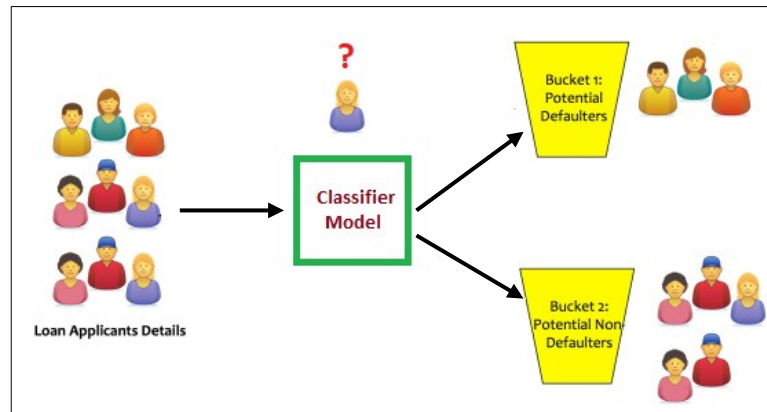 ?
Bucket 1:
Potential
Defaulters
Classifier
Model
Loan Applicants Details
Bucket 2:
Potential Non-
Defaulters